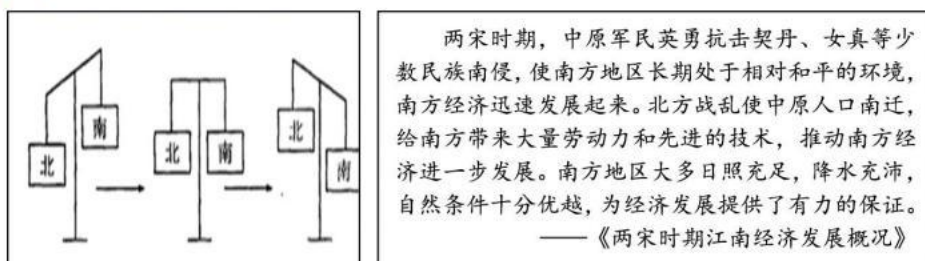 北
南
北
南
北
南
两宋时期，中原军民英勇抗击契丹、女真等少
数民族南侵，使南方地区长期处于相对和平的环境，
南方经济迅速发展起来。北方战乱使中原人口南迁，
给南方带来大量劳动力和先进的技术，推动南方经
济进一步发展。南方地区大多日照充足，降水充沛，
自然条件十分优越，为经济发展提供了有力的保证。
——《两宋时期江南经济发展概况》